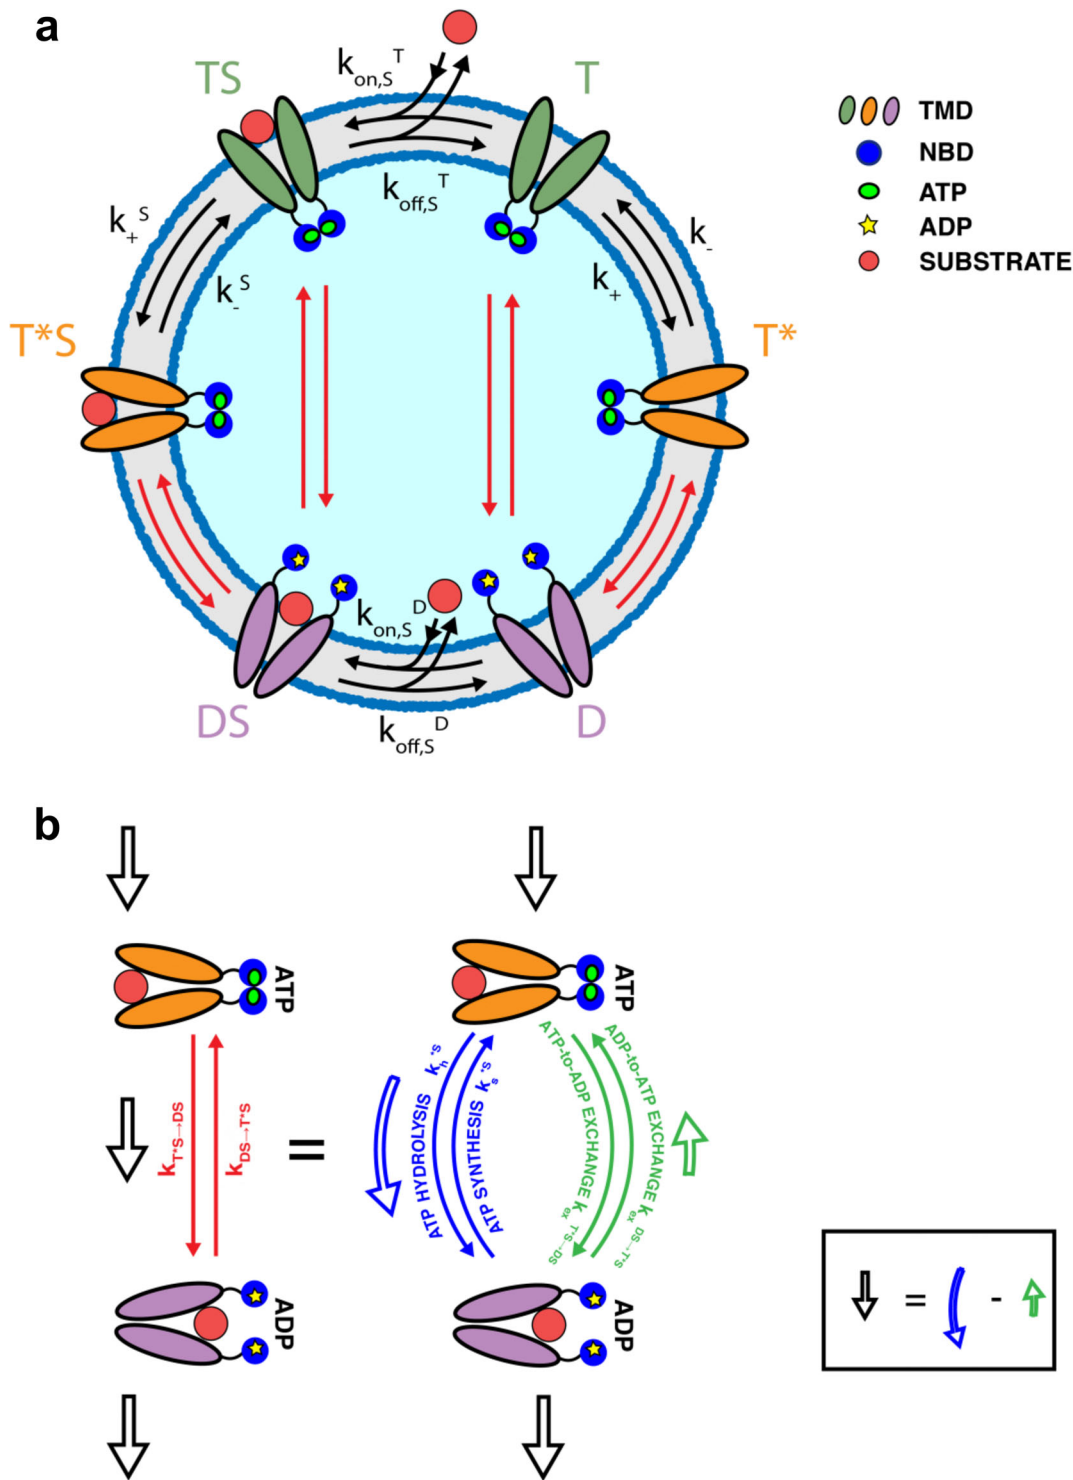 a
TS
k_on,S^T
T
TMD
NBD
ATP
ADP
SUBSTRATE
k_off,S^T
k_+^S
k_-^S
k_-
k_+
T*S
T*
k_on,S^D
DS
D
k_off,S^D
b
ATP
ATP
k_T*S→DS
k_DS→T*S
=
ATP HYDROLYSIS k_h^*S
ATP SYNTHESIS k_s^*S
ATP-to-ADP EXCHANGE K_ex^T*S→DS
ADP-to-ATP EXCHANGE K_ex^DS→T*S
ADP
ADP
= -